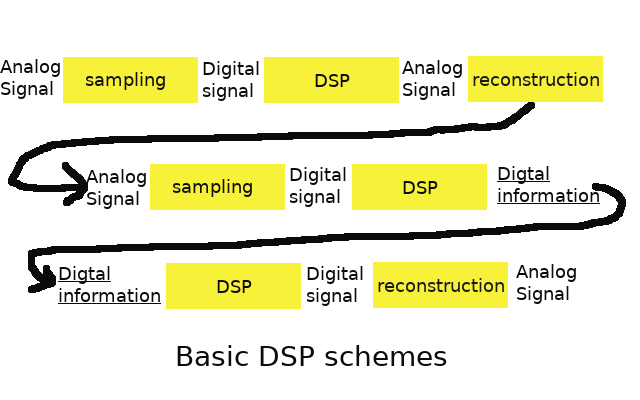 Analog Signal sampling Digital signal DSP Analog Signal reconstruction
Analog Signal sampling Digital signal DSP Digtal information
Digtal information DSP Digital signal reconstruction Analog Signal
Basic DSP schemes